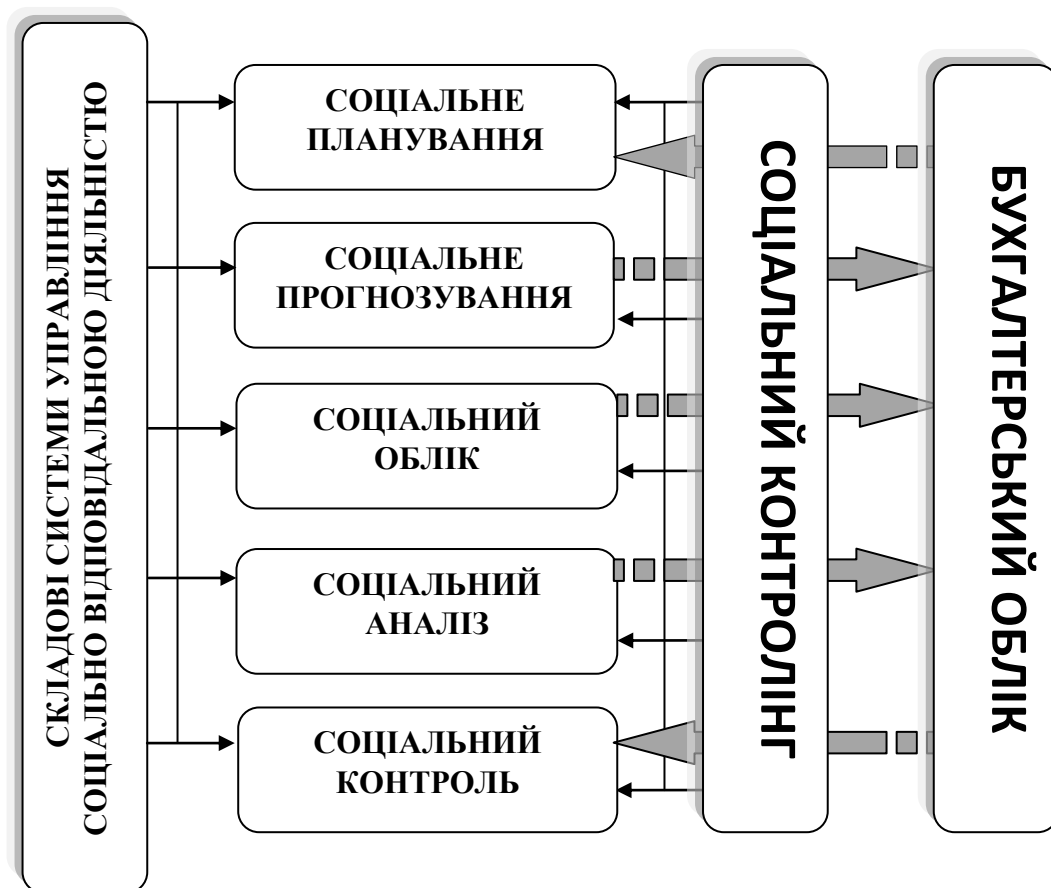 СКЛАДОВІ СИСТЕМИ УПРАВЛІННЯ
СОЦІАЛЬНО ВІДПОВІДАЛЬНОЮ ДІЯЛЬНІСТЮ
СОЦІАЛЬНЕ
ПЛАНУВАННЯ
СОЦІАЛЬНЕ
ПРОГНОЗУВАННЯ
СОЦІАЛЬНИЙ
ОБЛІК
СОЦІАЛЬНИЙ
АНАЛІЗ
СОЦІАЛЬНИЙ
КОНТРОЛЬ
СОЦІАЛЬНИЙ КОНТРОЛІНГ
БУХГАЛТЕРСЬКИЙ ОБЛІК